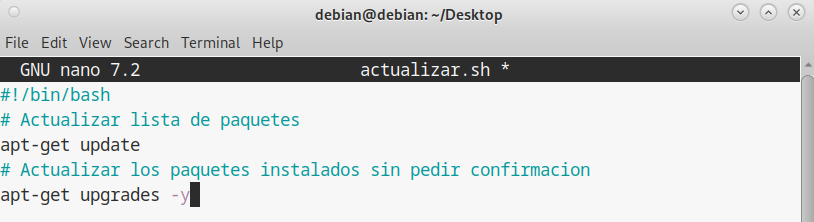 debian@debian: ~/Desktop
File Edit View Search Terminal Help
GNU nano 7.2 actualizar.sh *
#!/bin/bash
# Actualizar lista de paquetes
apt-get update
# Actualizar los paquetes instalados sin pedir confirmacion
apt-get upgrades -y